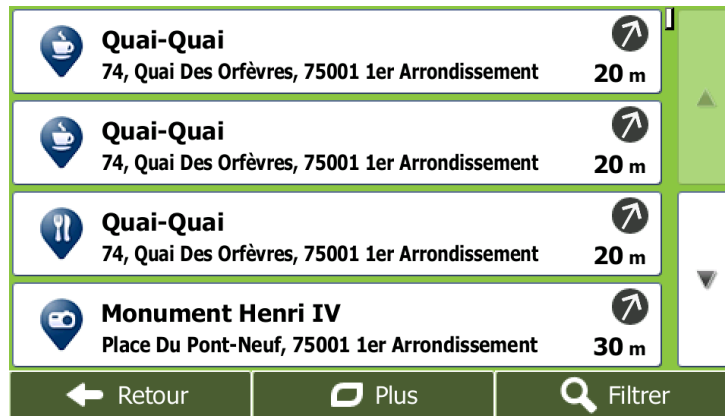 Quai-Quai
74, Quai Des Orfèvres, 75001 1er Arrondissement
20 m
Quai-Quai
74, Quai Des Orfèvres, 75001 1er Arrondissement
20 m
Quai-Quai
74, Quai Des Orfèvres, 75001 1er Arrondissement
20 m
Monument Henri IV
Place Du Pont-Neuf, 75001 1er Arrondissement
30 m
Retour
Plus
Filtrer